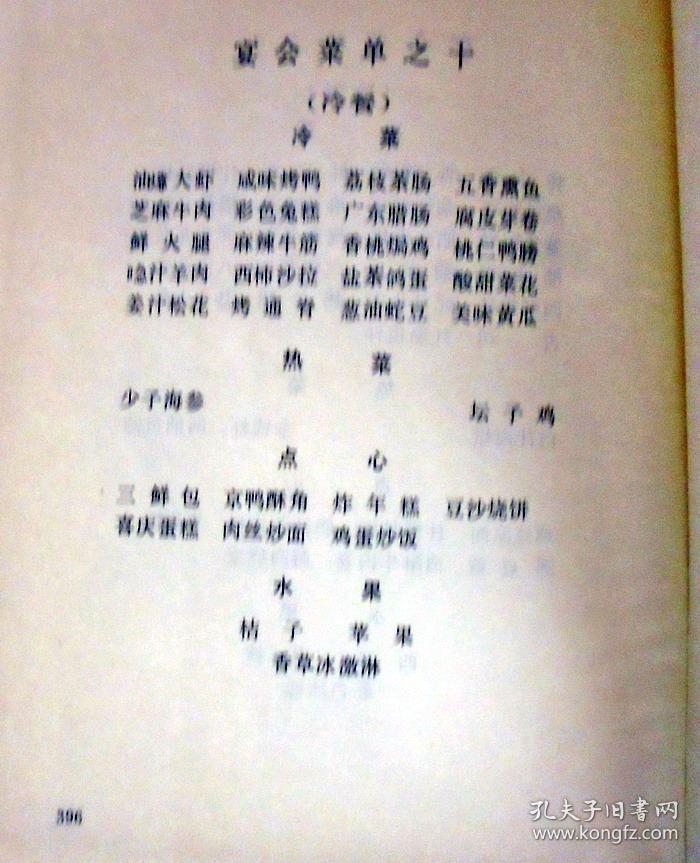 宴会菜单之十
(冷餐)
冷 菜
油㸆大虾 咸味烤鸭 荔枝茶肠 五香熏鱼
芝麻牛肉 彩色兔糕 广东腊肠 腐皮芽卷
鲜火腿 麻辣牛筋 香桃焗鸡 桃仁鸭胗
汁羊肉 西柿沙拉 盐茶鸽蛋 酸甜菜花
姜汁松花 烤通脊 葱油蛇豆 美味黄瓜
热 菜
少子海参 坛子鸡
点 心
三鲜包 京鸭酥角 炸年糕 豆沙烧饼
喜庆蛋糕 肉丝炒面 鸡蛋炒饭
水 果
桔子 苹果
香草冰激淋
396
孔夫子旧书网
www.kongfz.com